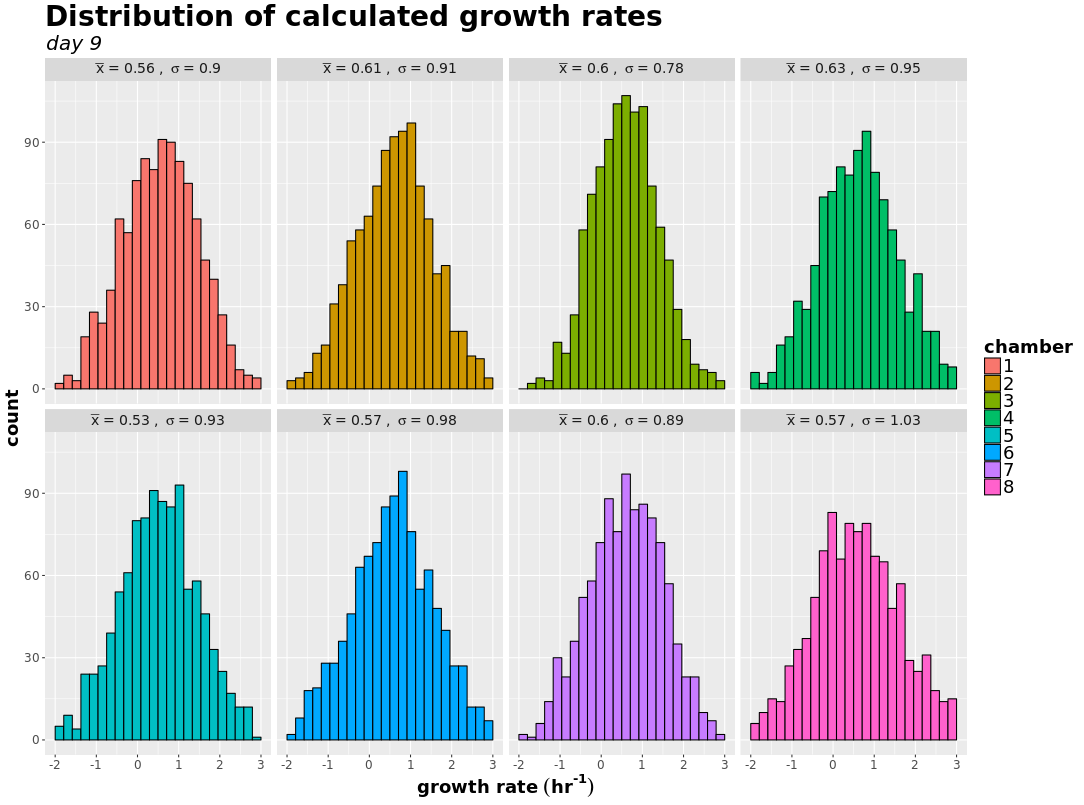 Distribution of calculated growth rates
day 9
x̅ = 0.56 , σ = 0.9
x̅ = 0.61 , σ = 0.91
x̅ = 0.6 , σ = 0.78
x̅ = 0.63 , σ = 0.95
90
60
30
0
x̅ = 0.53 , σ = 0.93
x̅ = 0.57 , σ = 0.98
x̅ = 0.6 , σ = 0.89
x̅ = 0.57 , σ = 1.03
90
60
30
0
-2 -1 0 1 2 3
-2 -1 0 1 2 3
-2 -1 0 1 2 3
-2 -1 0 1 2 3
count
growth rate (hr⁻¹)
chamber
1
2
3
4
5
6
7
8